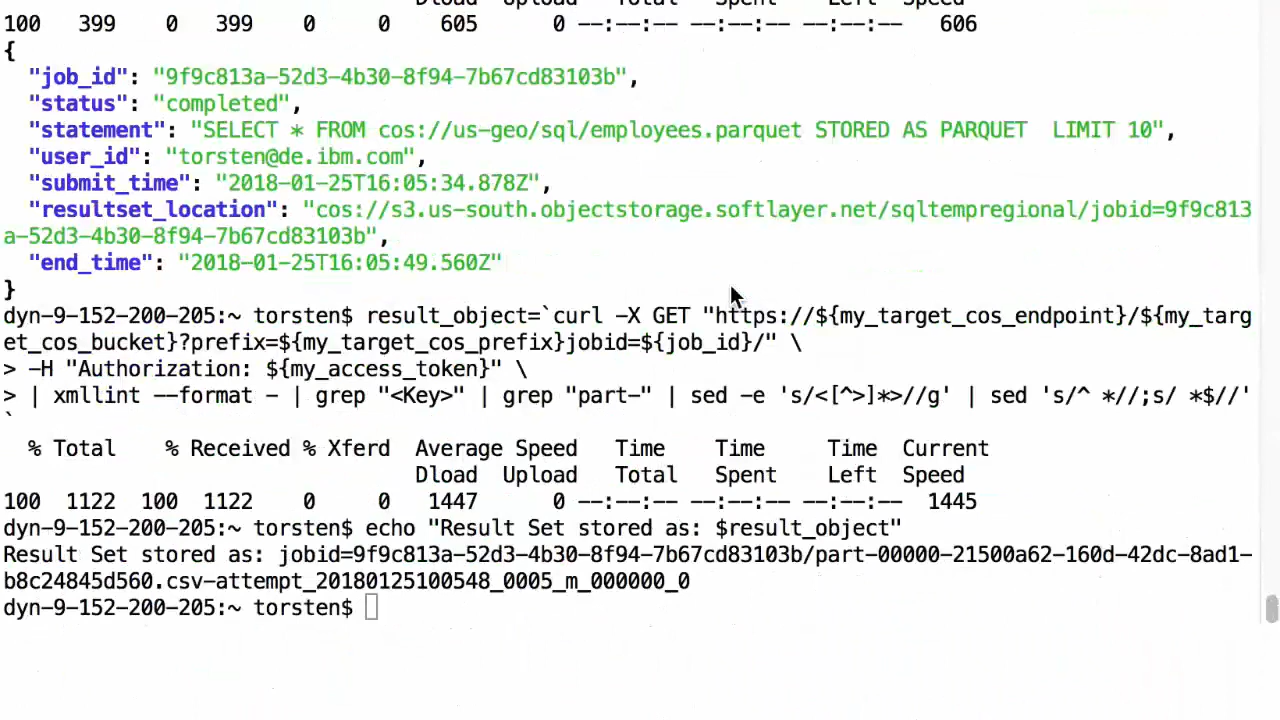 Dload Upload Total Spent Left Speed
100 399 0 399 0 0 605 0 --:--:-- --:--:-- --:--:-- 606
{
"job_id": "9f9c813a-52d3-4b30-8f94-7b67cd83103b",
"status": "completed",
"statement": "SELECT * FROM cos://us-geo/sql/employees.parquet STORED AS PARQUET  LIMIT 10",
"user_id": "torsten@de.ibm.com",
"submit_time": "2018-01-25T16:05:34.878Z",
"resultset_location": "cos://s3.us-south.objectstorage.softlayer.net/sqltempregional/jobid=9f9c813
a-52d3-4b30-8f94-7b67cd83103b",
"end_time": "2018-01-25T16:05:49.560Z"
}
dyn-9-152-200-205:~ torsten$ result_object=`curl -X GET "https://${my_target_cos_endpoint}/${my_targ
et_cos_bucket}?prefix=${my_target_cos_prefix}jobid=${job_id}/" \
> -H "Authorization: ${my_access_token}" \
> | xmllint --format - | grep "<Key>" | grep "part-" | sed -e 's/<[^>]*>//g' | sed 's/^ *//;s/ *$//'
`
% Total % Received % Xferd Average Speed Time Time Time Current
Dload Upload Total Spent Left Speed
100 1122 100 1122 0 0 1447 0 --:--:-- --:--:-- --:--:-- 1445
dyn-9-152-200-205:~ torsten$ echo "Result Set stored as: $result_object"
Result Set stored as: jobid=9f9c813a-52d3-4b30-8f94-7b67cd83103b/part-00000-21500a62-160d-42dc-8ad1-
b8c24845d560.csv-attempt_20180125100548_0005_m_000000_0
dyn-9-152-200-205:~ torsten$